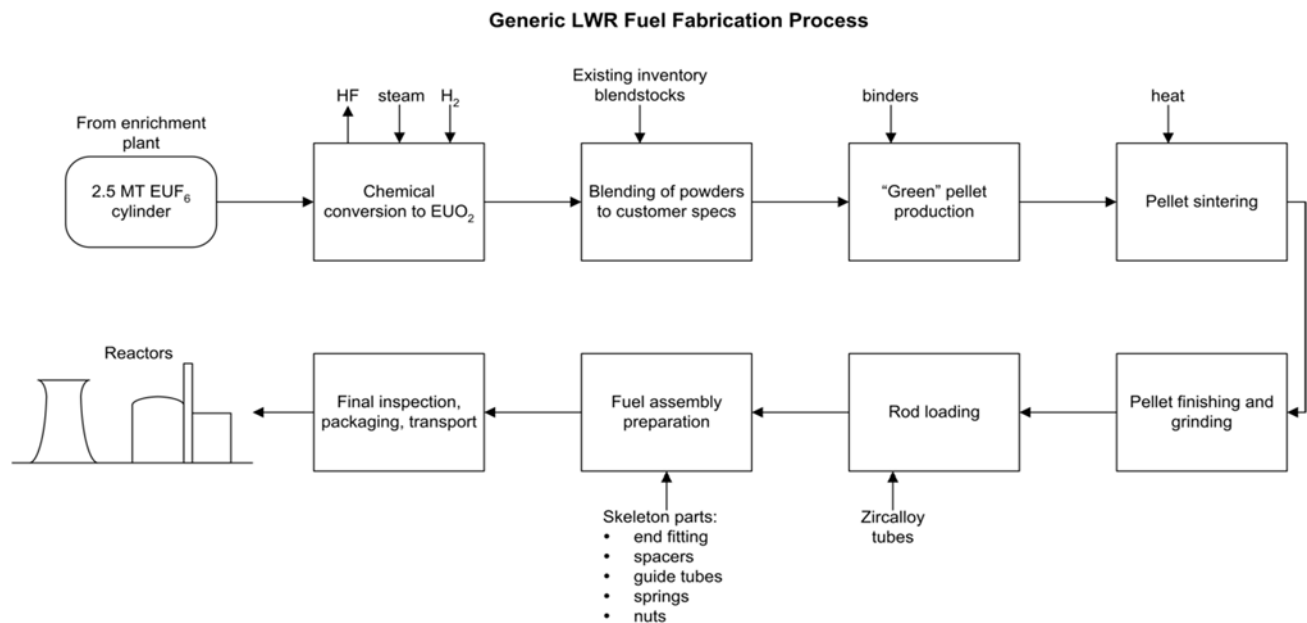 Generic LWR Fuel Fabrication Process
From enrichment
plant
2.5 MT EUF₆
cylinder
HF
steam
H₂
Chemical
conversion to EUO₂
Existing inventory
blendstocks
Blending of powders
to customer specs
binders
“Green” pellet
production
heat
Pellet sintering
Reactors
Final inspection,
packaging, transport
Fuel assembly
preparation
Rod loading
Pellet finishing and
grinding
Skeleton parts:
• end fitting
• spacers
• guide tubes
• springs
• nuts
Zircalloy
tubes